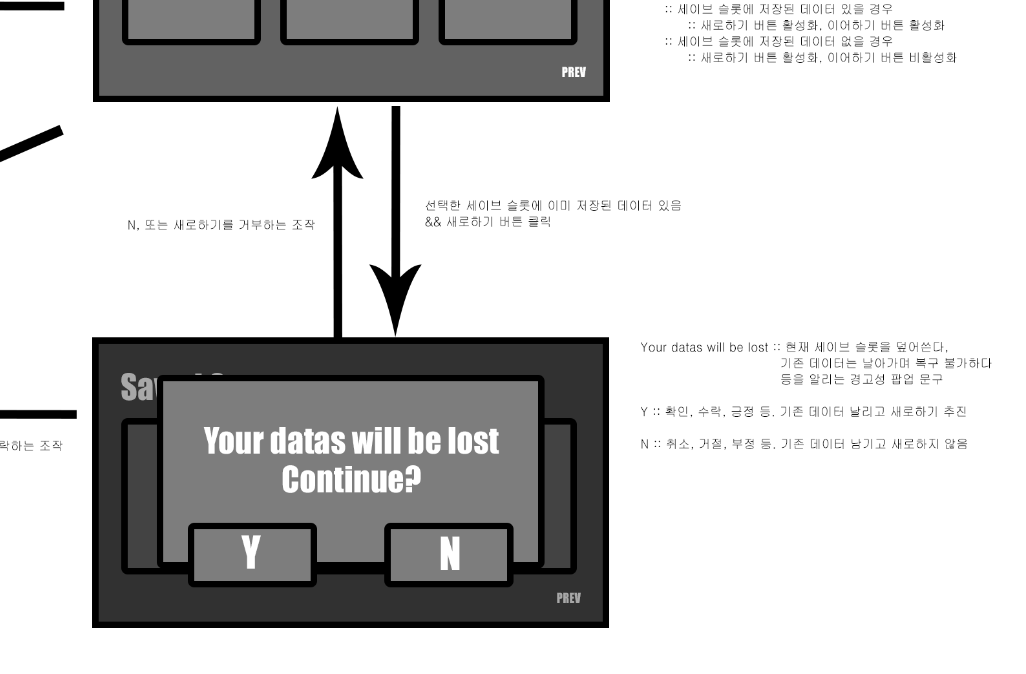 :: 세이브 슬롯에 저장된 데이터 있을 경우
:: 새로하기 버튼 활성화, 이어하기 버튼 활성화
:: 세이브 슬롯에 저장된 데이터 없을 경우
:: 새로하기 버튼 활성화, 이어하기 버튼 비활성화
PREV
선택한 세이브 슬롯에 이미 저장된 데이터 있음
&& 새로하기 버튼 클릭
N, 또는 새로하기를 거부하는 조작
Your datas will be lost :: 현재 세이브 슬롯을 덮어쓴다,
기존 데이터는 날아가며 복구 불가하다
등을 알리는 경고성 팝업 문구
Y :: 확인, 수락, 긍정 등. 기존 데이터 날리고 새로하기 추진
N :: 취소, 거절, 부정 등. 기존 데이터 남기고 새로하지 않음
락하는 조작
Your datas will be lost
Continue?
Y
N
PREV